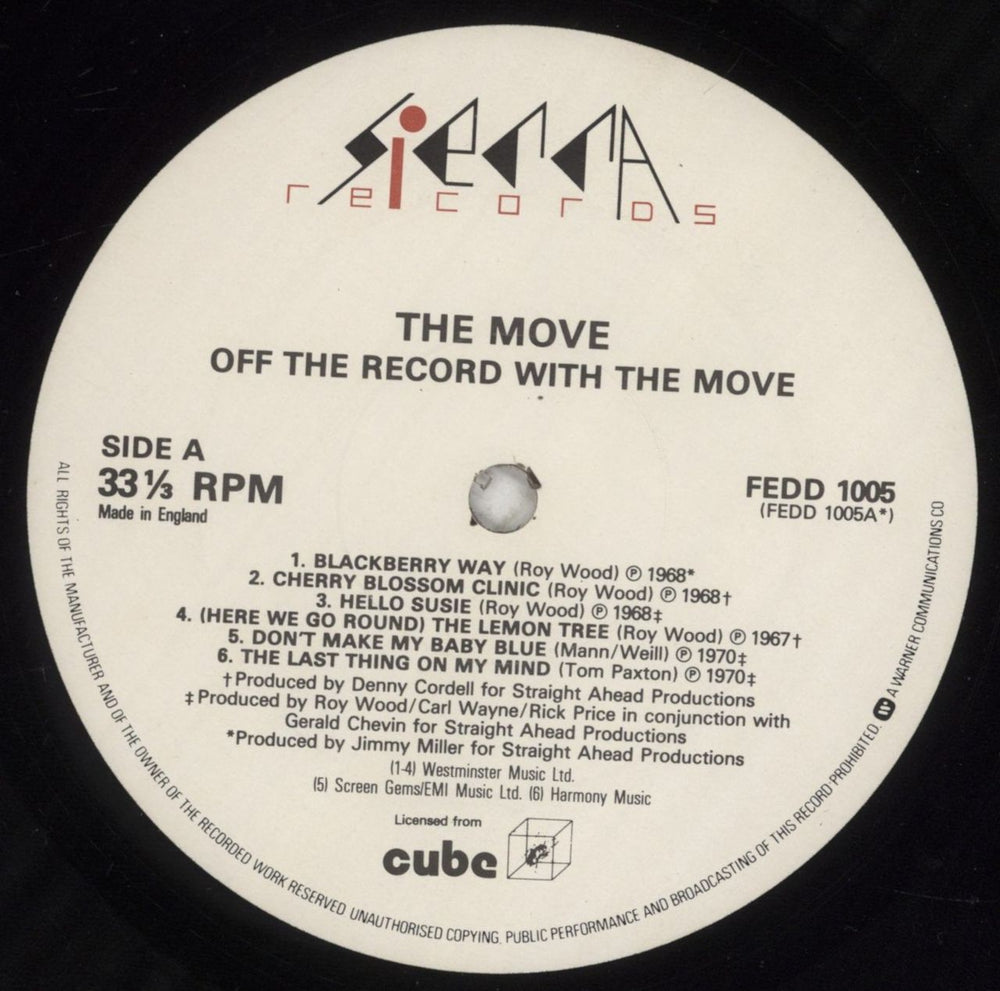 sierra
records
THE MOVE
OFF THE RECORD WITH THE MOVE
SIDE A
33⅓ RPM
Made in England
FEDD 1005
(FEDD 1005A*)
1. BLACKBERRY WAY (Roy Wood) ℗ 1968*
2. CHERRY BLOSSOM CLINIC (Roy Wood) ℗ 1968†
3. HELLO SUSIE (Roy Wood) ℗ 1968‡
4. (HERE WE GO ROUND) THE LEMON TREE (Roy Wood) ℗ 1967†
5. DON'T MAKE MY BABY BLUE (Mann/Weill) ℗ 1970‡
6. THE LAST THING ON MY MIND (Tom Paxton) ℗ 1970‡
†Produced by Denny Cordell for Straight Ahead Productions
‡Produced by Roy Wood/Carl Wayne/Rick Price in conjunction with
Gerald Chevin for Straight Ahead Productions
*Produced by Jimmy Miller for Straight Ahead Productions
(1-4) Westminster Music Ltd.
(5) Screen Gems/EMI Music Ltd. (6) Harmony Music
Licensed from
cube
ALL RIGHTS OF THE MANUFACTURER AND OF THE OWNER OF THE RECORDED WORK RESERVED UNAUTHORISED COPYING, PUBLIC PERFORMANCE AND BROADCASTING OF THIS RECORD PROHIBITED. A WARNER COMMUNICATIONS CO